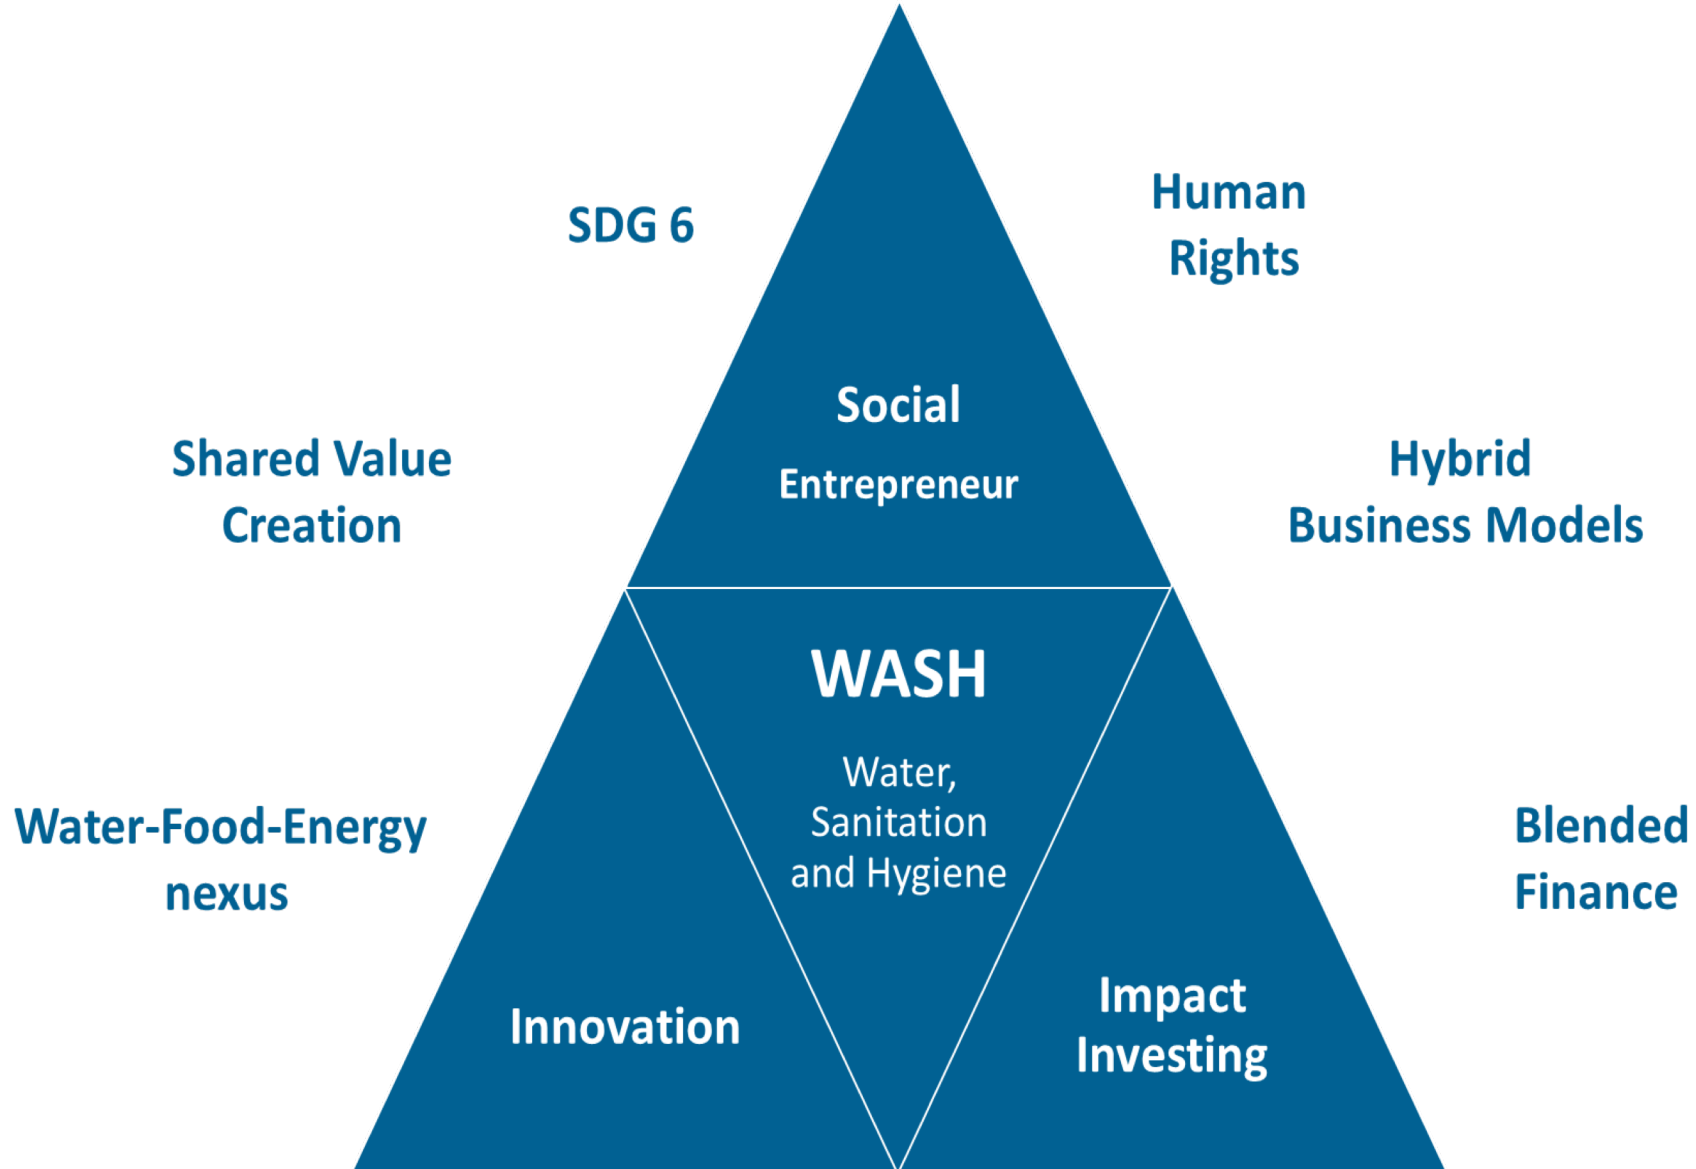 SDG 6
Human
Rights
Social
Entrepreneur
Shared Value
Creation
Hybrid
Business Models
WASH
Water,
Sanitation
and Hygiene
Water-Food-Energy
nexus
Blended
Finance
Innovation
Impact
Investing